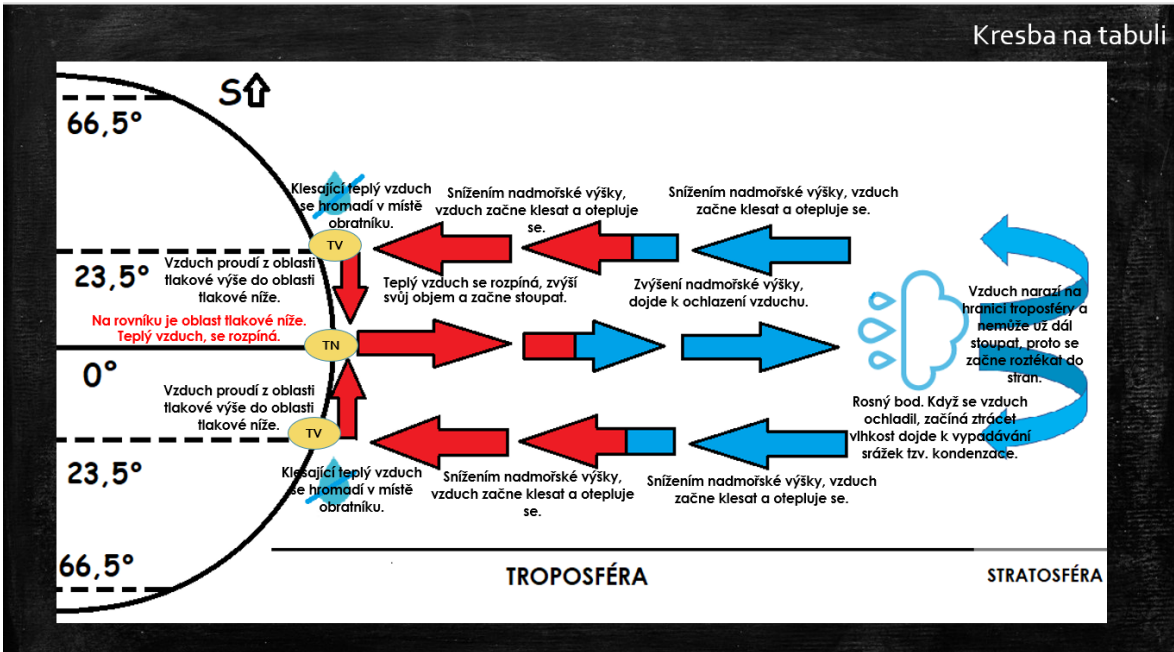 Kresba na tabuli
S
66,5°
Klesající teplý vzduch
se hromadí v místě
obratníku.
Snížením nadmořské výšky,
vzduch začne klesat a otepluje
se.
Snížením nadmořské výšky, vzduch
začne klesat a otepluje se.
TV
23,5°
Vzduch proudí z oblasti
tlakové výše do oblasti
tlakové níže.
Teplý vzduch se rozpíná, zvýší
svůj objem a začne stoupat.
Zvýšení nadmořské výšky,
dojde k ochlazení vzduchu.
Vzduch narazí na
hranici troposféry a
nemůže už dál
stoupat, proto se
začne roztékat do
stran.
Na rovníku je oblast tlakové níže.
Teplý vzduch, se rozpíná.
TN
0°
Vzduch proudí z oblasti
tlakové výše do oblasti
tlakové níže.
TV
Rosný bod. Když se vzduch
ochladil, začíná ztrácet
vlhkost dojde k vypadávání
srážek tzv. kondenzace.
23,5°
Klesající teplý vzduch
se hromadí v místě
obratníku.
Snížením nadmořské výšky,
vzduch začne klesat a otepluje
se.
Snížením nadmořské výšky, vzduch
začne klesat a otepluje se.
66,5°
TROPOSFÉRA
STRATOSFÉRA